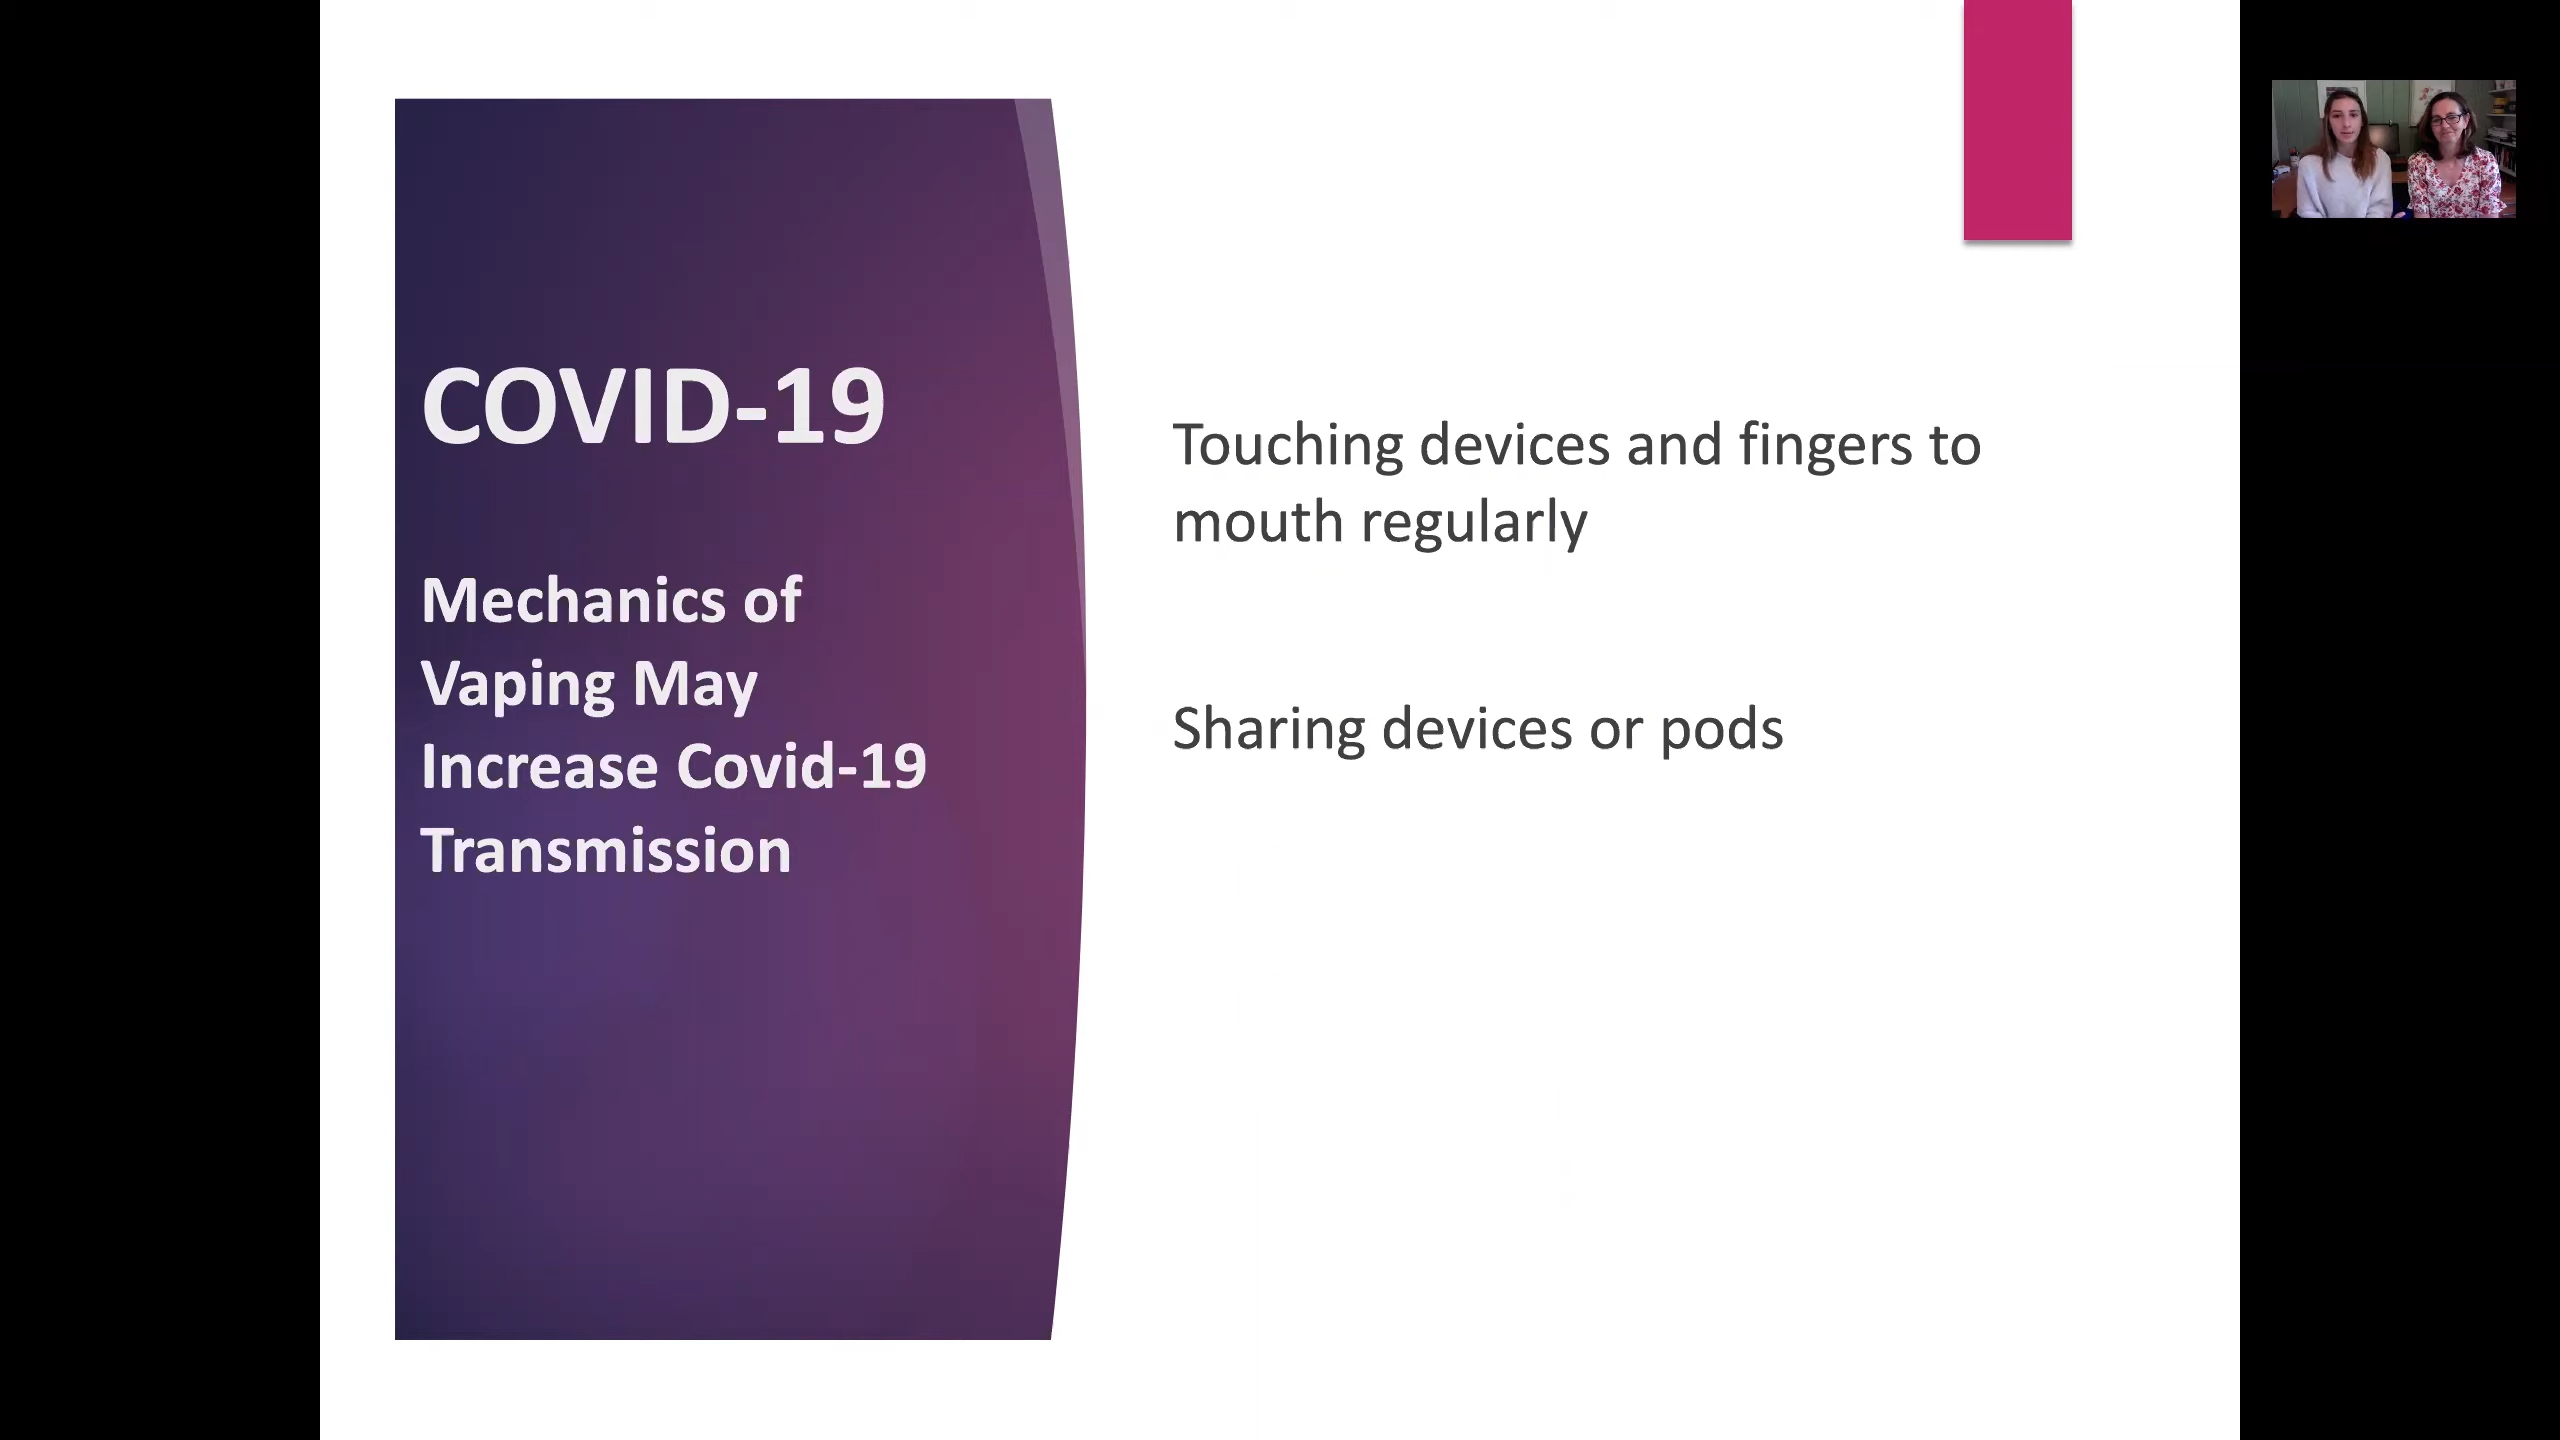 COVID-19
Mechanics of
Vaping May
Increase Covid-19
Transmission
Touching devices and fingers to
mouth regularly
Sharing devices or pods